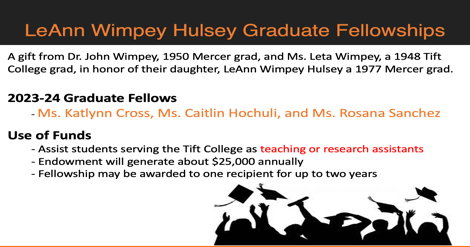 LeAnn Wimpey Hulsey Graduate Fellowships
A gift from Dr. John Wimpey, 1950 Mercer grad, and Ms. Leta Wimpey, a 1948 Tift
College grad, in honor of their daughter, LeAnn Wimpey Hulsey a 1977 Mercer grad.
2023-24 Graduate Fellows
- Ms. Katlynn Cross, Ms. Caitlin Hochuli, and Ms. Rosana Sanchez
Use of Funds
- Assist students serving the Tift College as teaching or research assistants
- Endowment will generate about $25,000 annually
- Fellowship may be awarded to one recipient for up to two years